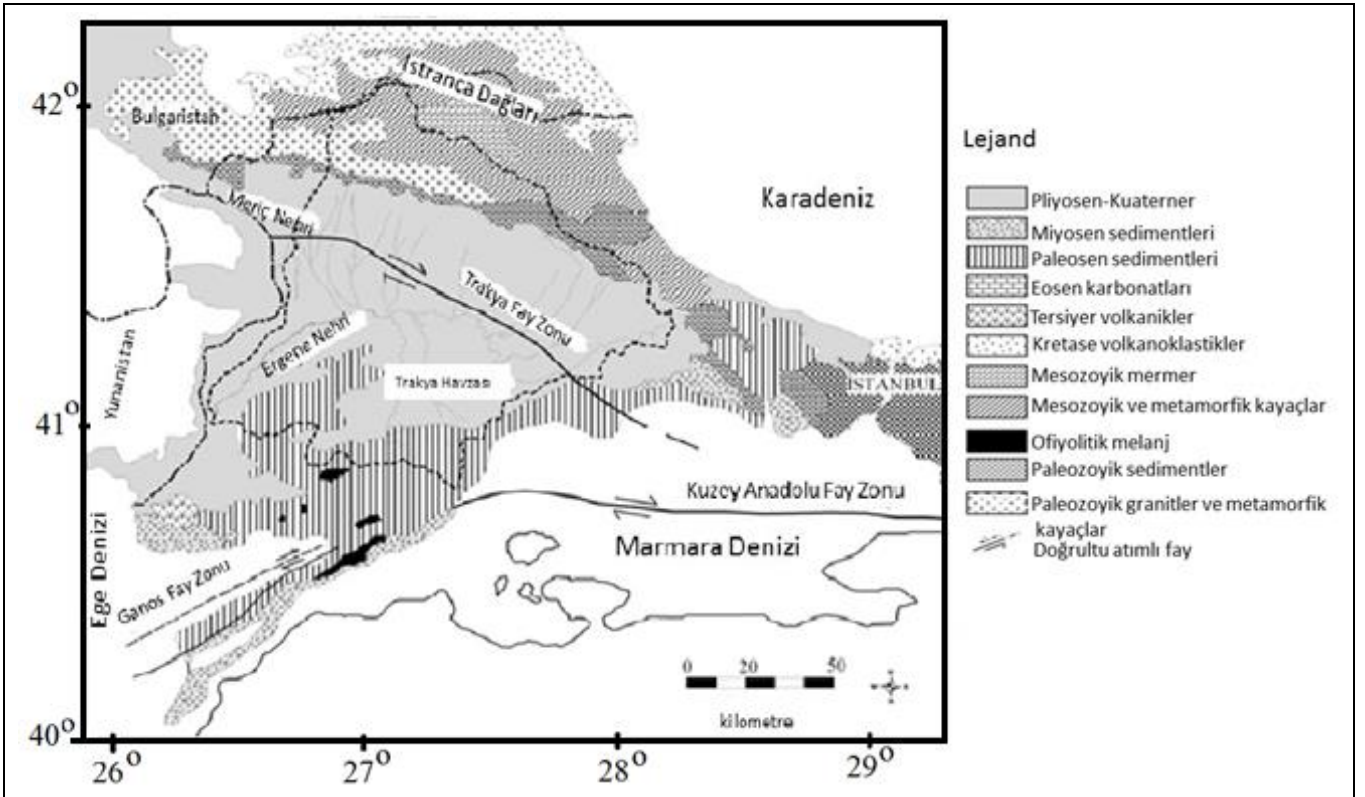 42°
41°
40°
26°
27°
28°
29°
Bulgaristan
Istranca Dağları
Karadeniz
Meriç Nehri
Trakya Fay Zonu
Yunanistan
Ergene Nehri
Trakya Havzası
İSTANBUL
Kuzey Anadolu Fay Zonu
Marmara Denizi
Ege Denizi
Ganos Fay Zonu
0 20 50
kilometre
Lejand
Pliyosen-Kuaterner
Miyosen sedimentleri
Paleosen sedimentleri
Eosen karbonatları
Tersiyer volkanikler
Kretase volkanoklastikler
Mesozoyik mermer
Mesozoyik ve metamorfik kayaçlar
Ofiyolitik melanj
Paleozoyik sedimentler
Paleozoyik granitler ve metamorfik
kayaçlar
Doğrultu atımlı fay